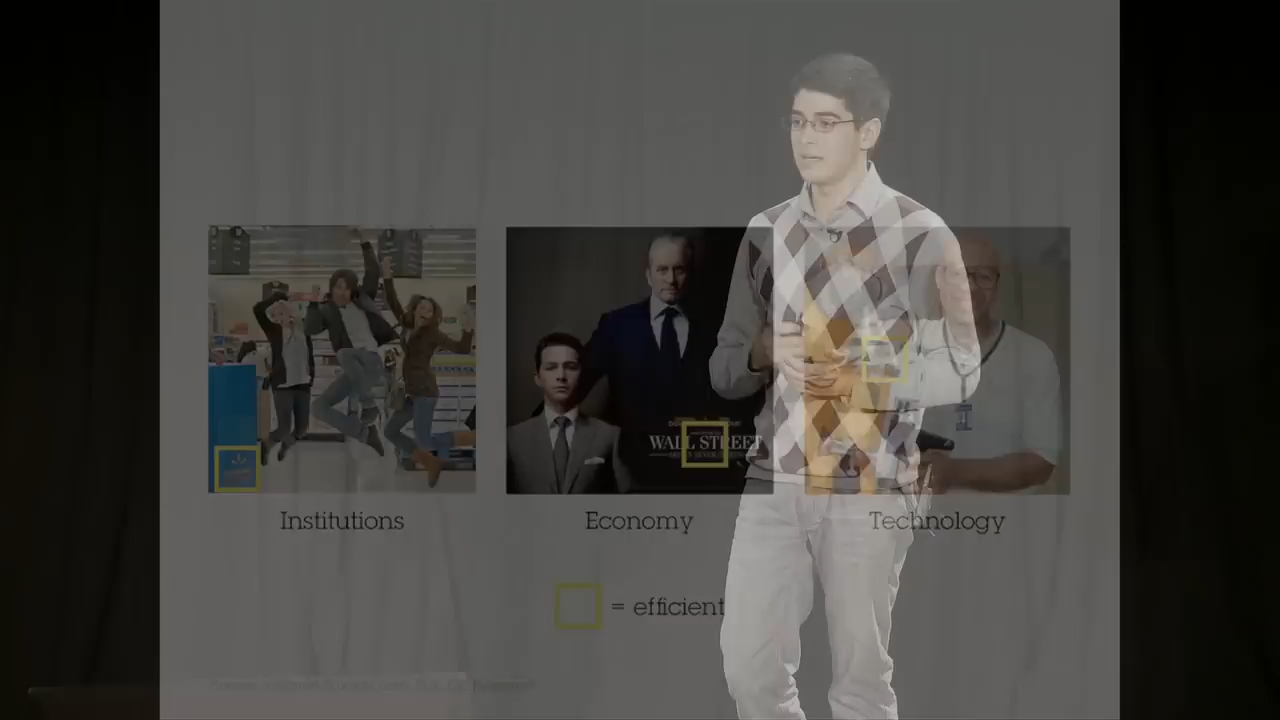 WALL STREET
Institutions
Economy
Technology
= efficient